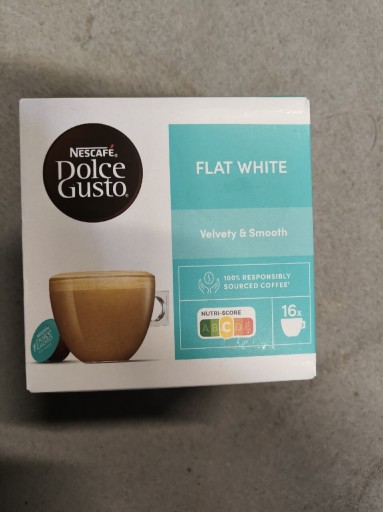 NESCAFÉ®
Dolce
Gusto®
FLAT WHITE
Velvety & Smooth
100% RESPONSIBLY
SOURCED COFFEE*
NUTRI-SCORE
A B C D E
16x